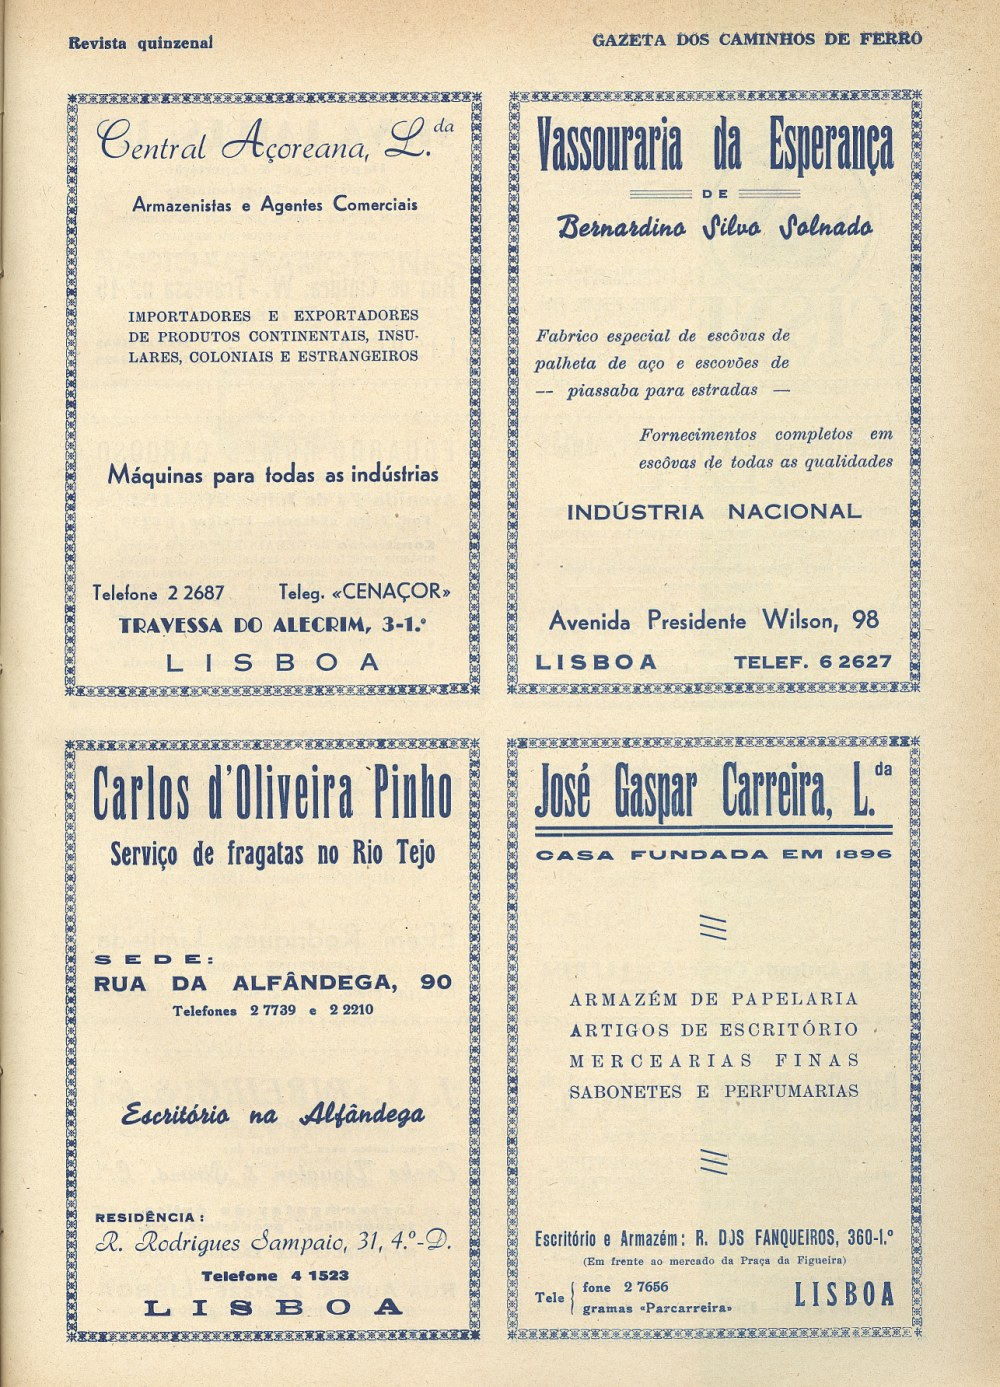 Revista quinzenal
GAZETA DOS CAMINHOS DE FERRO
Central Açoreana, L.da
Armazenistas e Agentes Comerciais
IMPORTADORES E EXPORTADORES
DE PRODUTOS CONTINENTAIS, INSU-
LARES, COLONIAIS E ESTRANGEIROS
Máquinas para todas as indústrias
Telefone 2 2687 Teleg. «CENAÇOR»
TRAVESSA DO ALECRIM, 3-1.º
LISBOA
Vassouraria da Esperança
DE
Bernardino Silva Solnado
Fabrico especial de escôvas de
palheta de aço e escovões de
-- piassaba para estradas —
Fornecimentos completos em
escôvas de todas as qualidades
INDÚSTRIA NACIONAL
Avenida Presidente Wilson, 98
LISBOA TELEF. 6 2627
Carlos d'Oliveira Pinho
Serviço de fragatas no Rio Tejo
SEDE:
RUA DA ALFÂNDEGA, 90
Telefones 2 7739 e 2 2210
Escritório na Alfândega
RESIDÊNCIA:
R. Rodrigues Sampaio, 31, 4.º-D.
Telefone 4 1523
LISBOA
José Gaspar Carreira, L.da
CASA FUNDADA EM 1896
ARMAZÉM DE PAPELARIA
ARTIGOS DE ESCRITÓRIO
MERCEARIAS FINAS
SABONETES E PERFUMARIAS
Escritório e Armazém: R. DJS FANQUEIROS, 360-1.º
(Em frente ao mercado da Praça da Figueira)
Tele { fone 2 7656
gramas «Parcarreira»
LISBOA